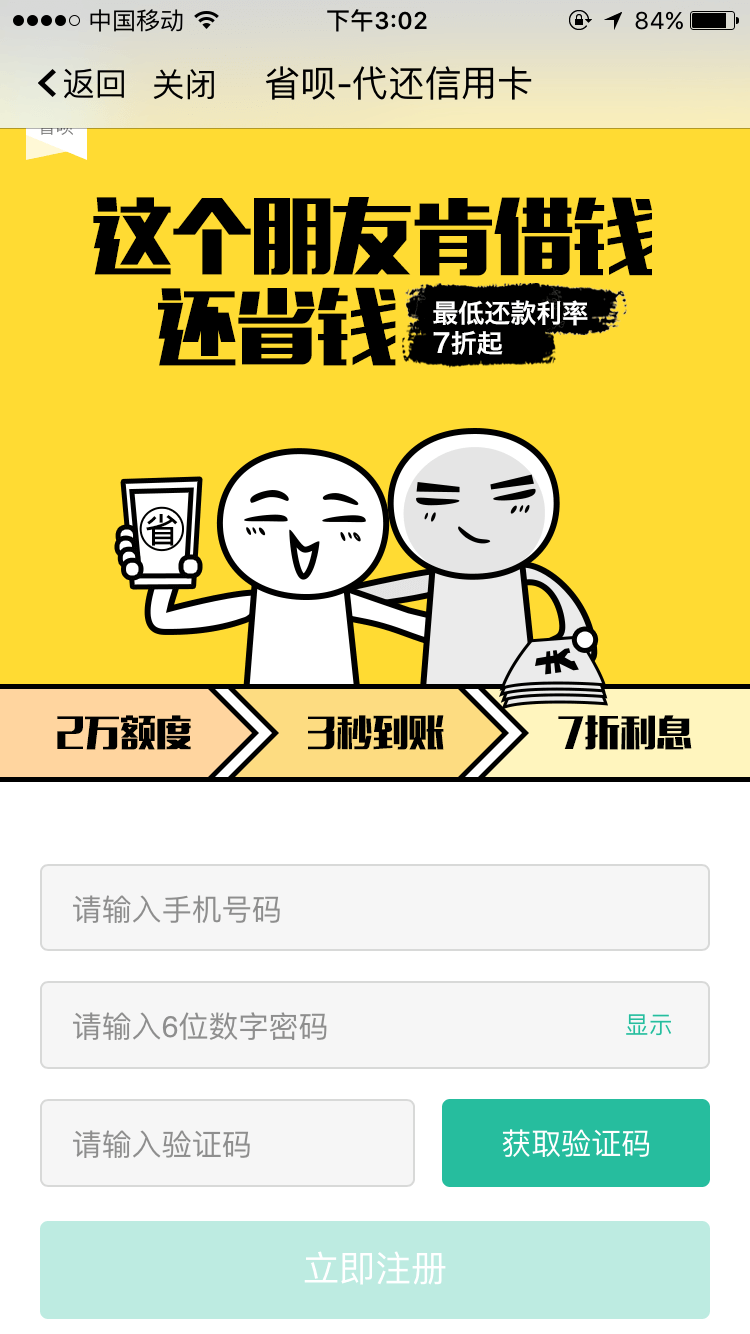 中国移动
下午3:02
84%
返回 关闭 省呗-代还信用卡
省呗
这个朋友肯借钱
还省钱
最低还款利率
7折起
省
2万额度
3秒到账
7折利息
请输入手机号码
请输入6位数字密码
显示
请输入验证码
获取验证码
立即注册